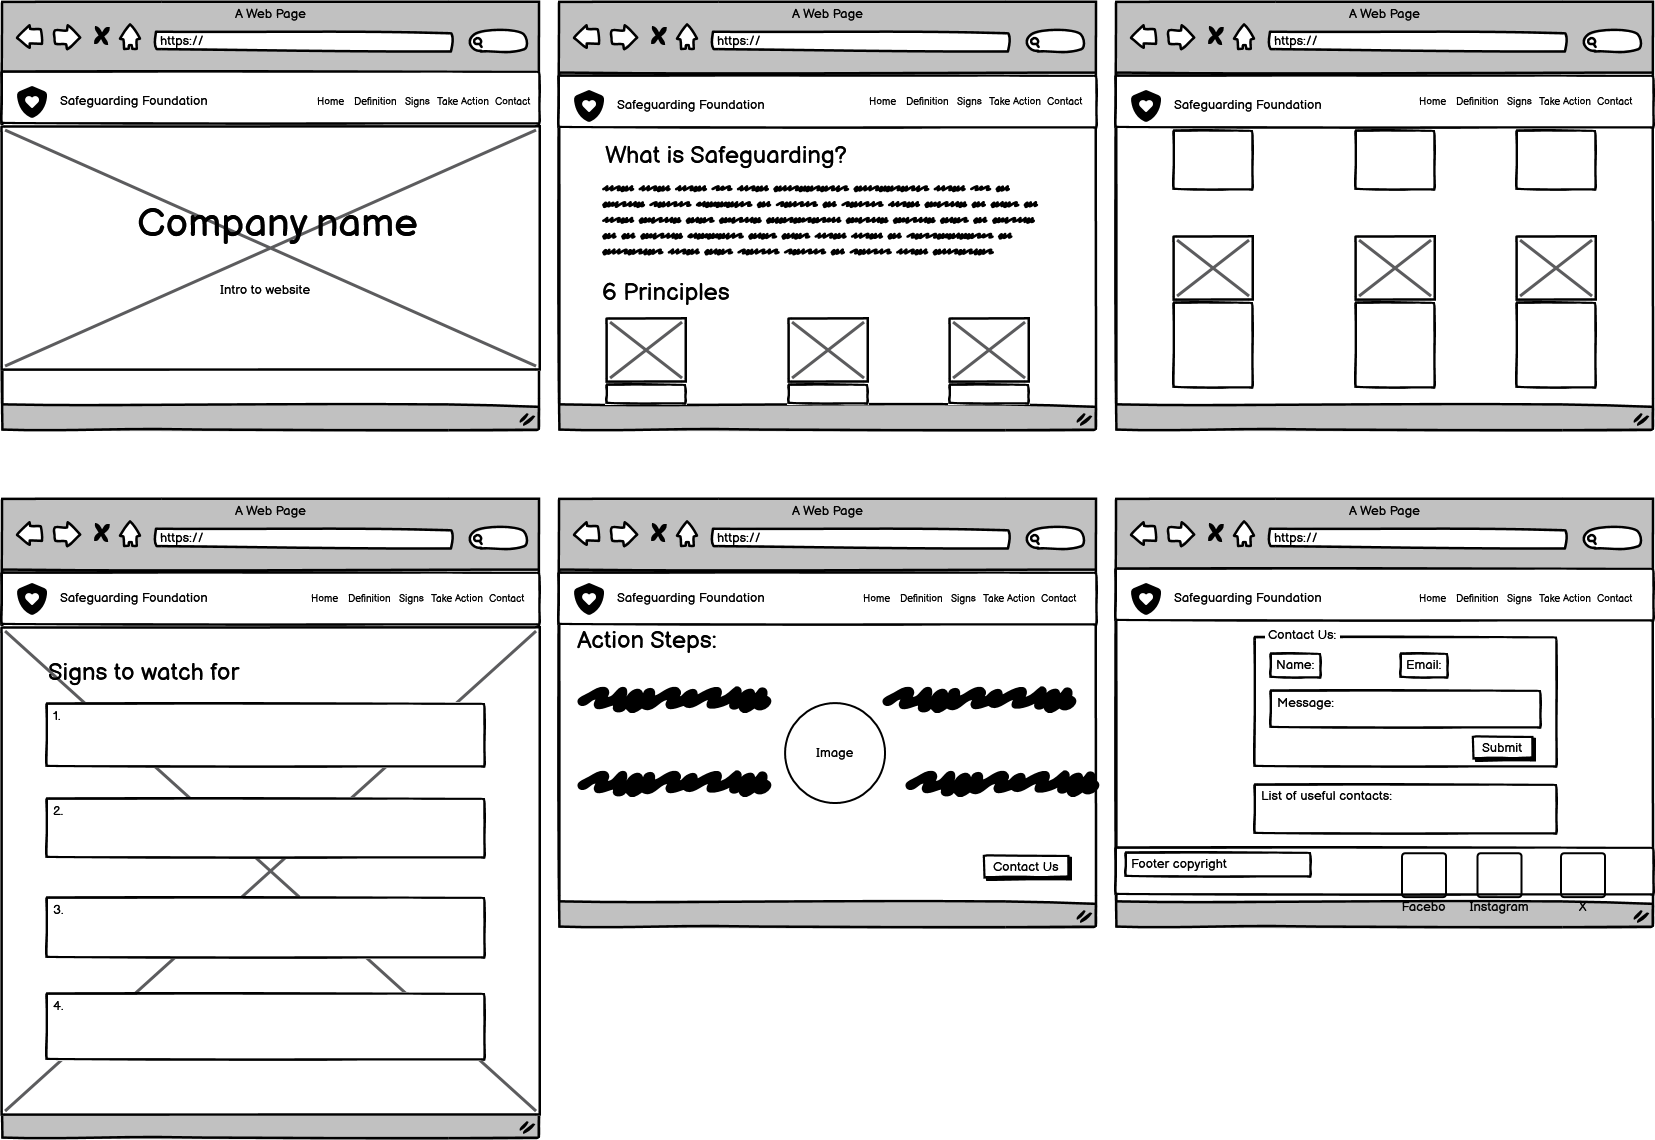 A Web Page
https://
Safeguarding Foundation
Home Definition Signs Take Action Contact
Company name
Intro to website
A Web Page
https://
Safeguarding Foundation
Home Definition Signs Take Action Contact
What is Safeguarding?
6 Principles
A Web Page
https://
Safeguarding Foundation
Home Definition Signs Take Action Contact
A Web Page
https://
Safeguarding Foundation
Home Definition Signs Take Action Contact
Signs to watch for
1.
2.
3.
4.
A Web Page
https://
Safeguarding Foundation
Home Definition Signs Take Action Contact
Action Steps:
Image
Contact Us
A Web Page
https://
Safeguarding Foundation
Home Definition Signs Take Action Contact
Contact Us:
Name: Email:
Message:
Submit
List of useful contacts:
Footer copyright
Facebo Instagram X